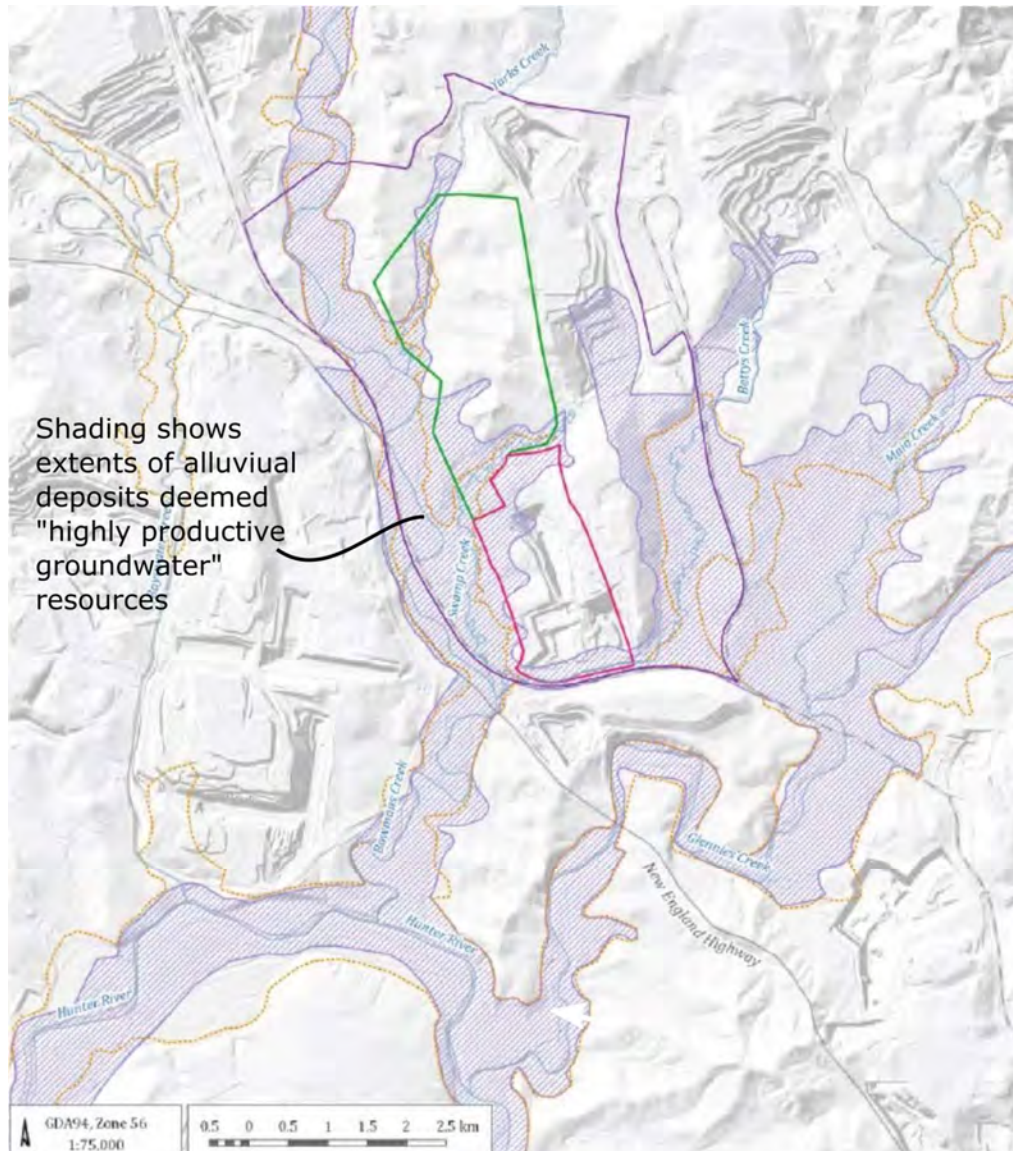 Yorks Creek
Bettys Creek
Main Creek
Shading shows
extents of alluviual
deposits deemed
"highly productive
groundwater"
resources
Swamp Creek
Bowmans Creek
Glennies Creek
New England Highway
Hunter River
Hunter River
GDA94, Zone 56
1:75,000
0.5 0 0.5 1 1.5 2 2.5 km